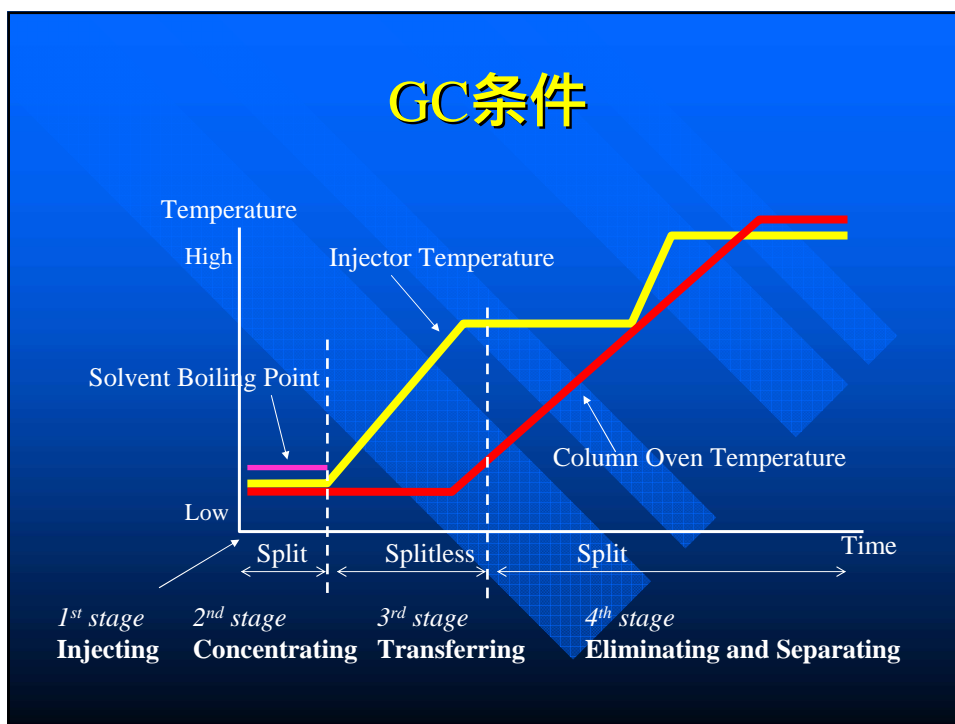 GC条件
Temperature
High
Injector Temperature
Solvent Boiling Point
Column Oven Temperature
Low
Time
Split
Splitless
Split
1st stage
Injecting
2nd stage
Concentrating
3rd stage
Transferring
4th stage
Eliminating and Separating